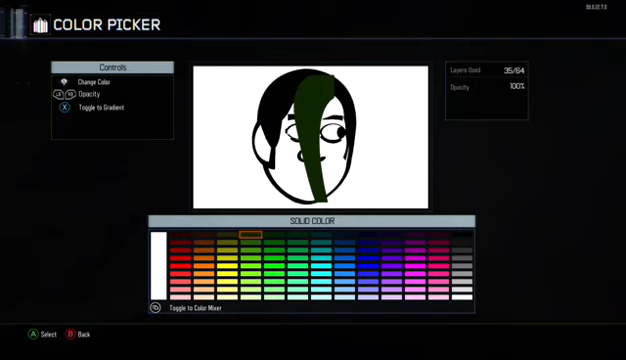 COLOR PICKER
Controls
Change Color
Opacity
X Toggle to Gradient
Layers Used 35/64
Opacity 100%
SOLID COLOR
Toggle to Color Mixer
A Select B Back